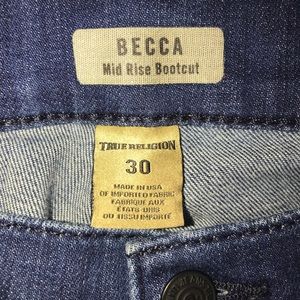 BECCA
Mid Rise Bootcut
TRUE RELIGION
30
MADE IN USA
OF IMPORTED FABRIC
FABRIQUE AUX
ÉTATS-UNIS
OU TISSU IMPORTÉ